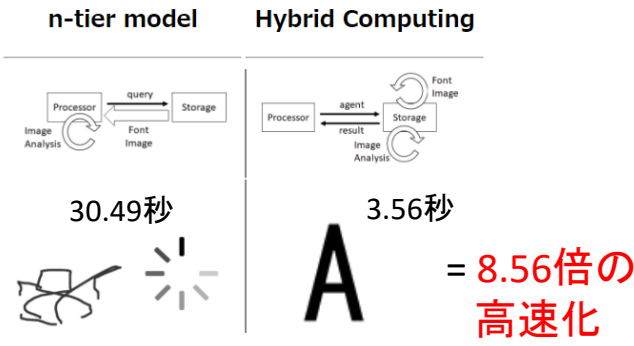 n-tier model
Hybrid Computing
query
Processor
Storage
Image
Analysis
Font
Image
Font
Image
agent
Processor
Storage
result
Image
Analysis
30.49秒
3.56秒
A
= 8.56倍の
高速化